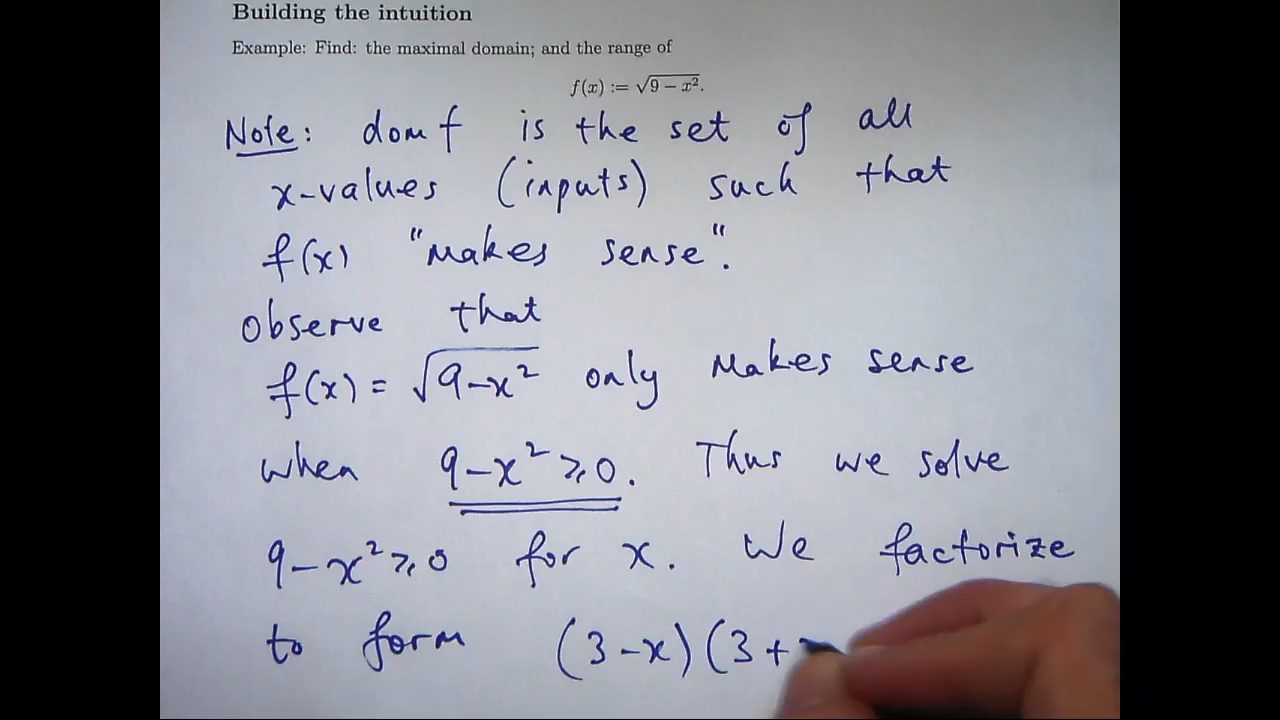 Building the intuition
Example: Find: the maximal domain; and the range of
f(x) := √9 − x².
Note: dom f is the set of all
x-values (inputs) such that
f(x) "makes sense".
Observe that
f(x) = √9-x² only makes sense
when 9-x² ⩾ 0. Thus we solve
9-x² ⩾ 0 for x. We factorize
to form (3-x)(3+